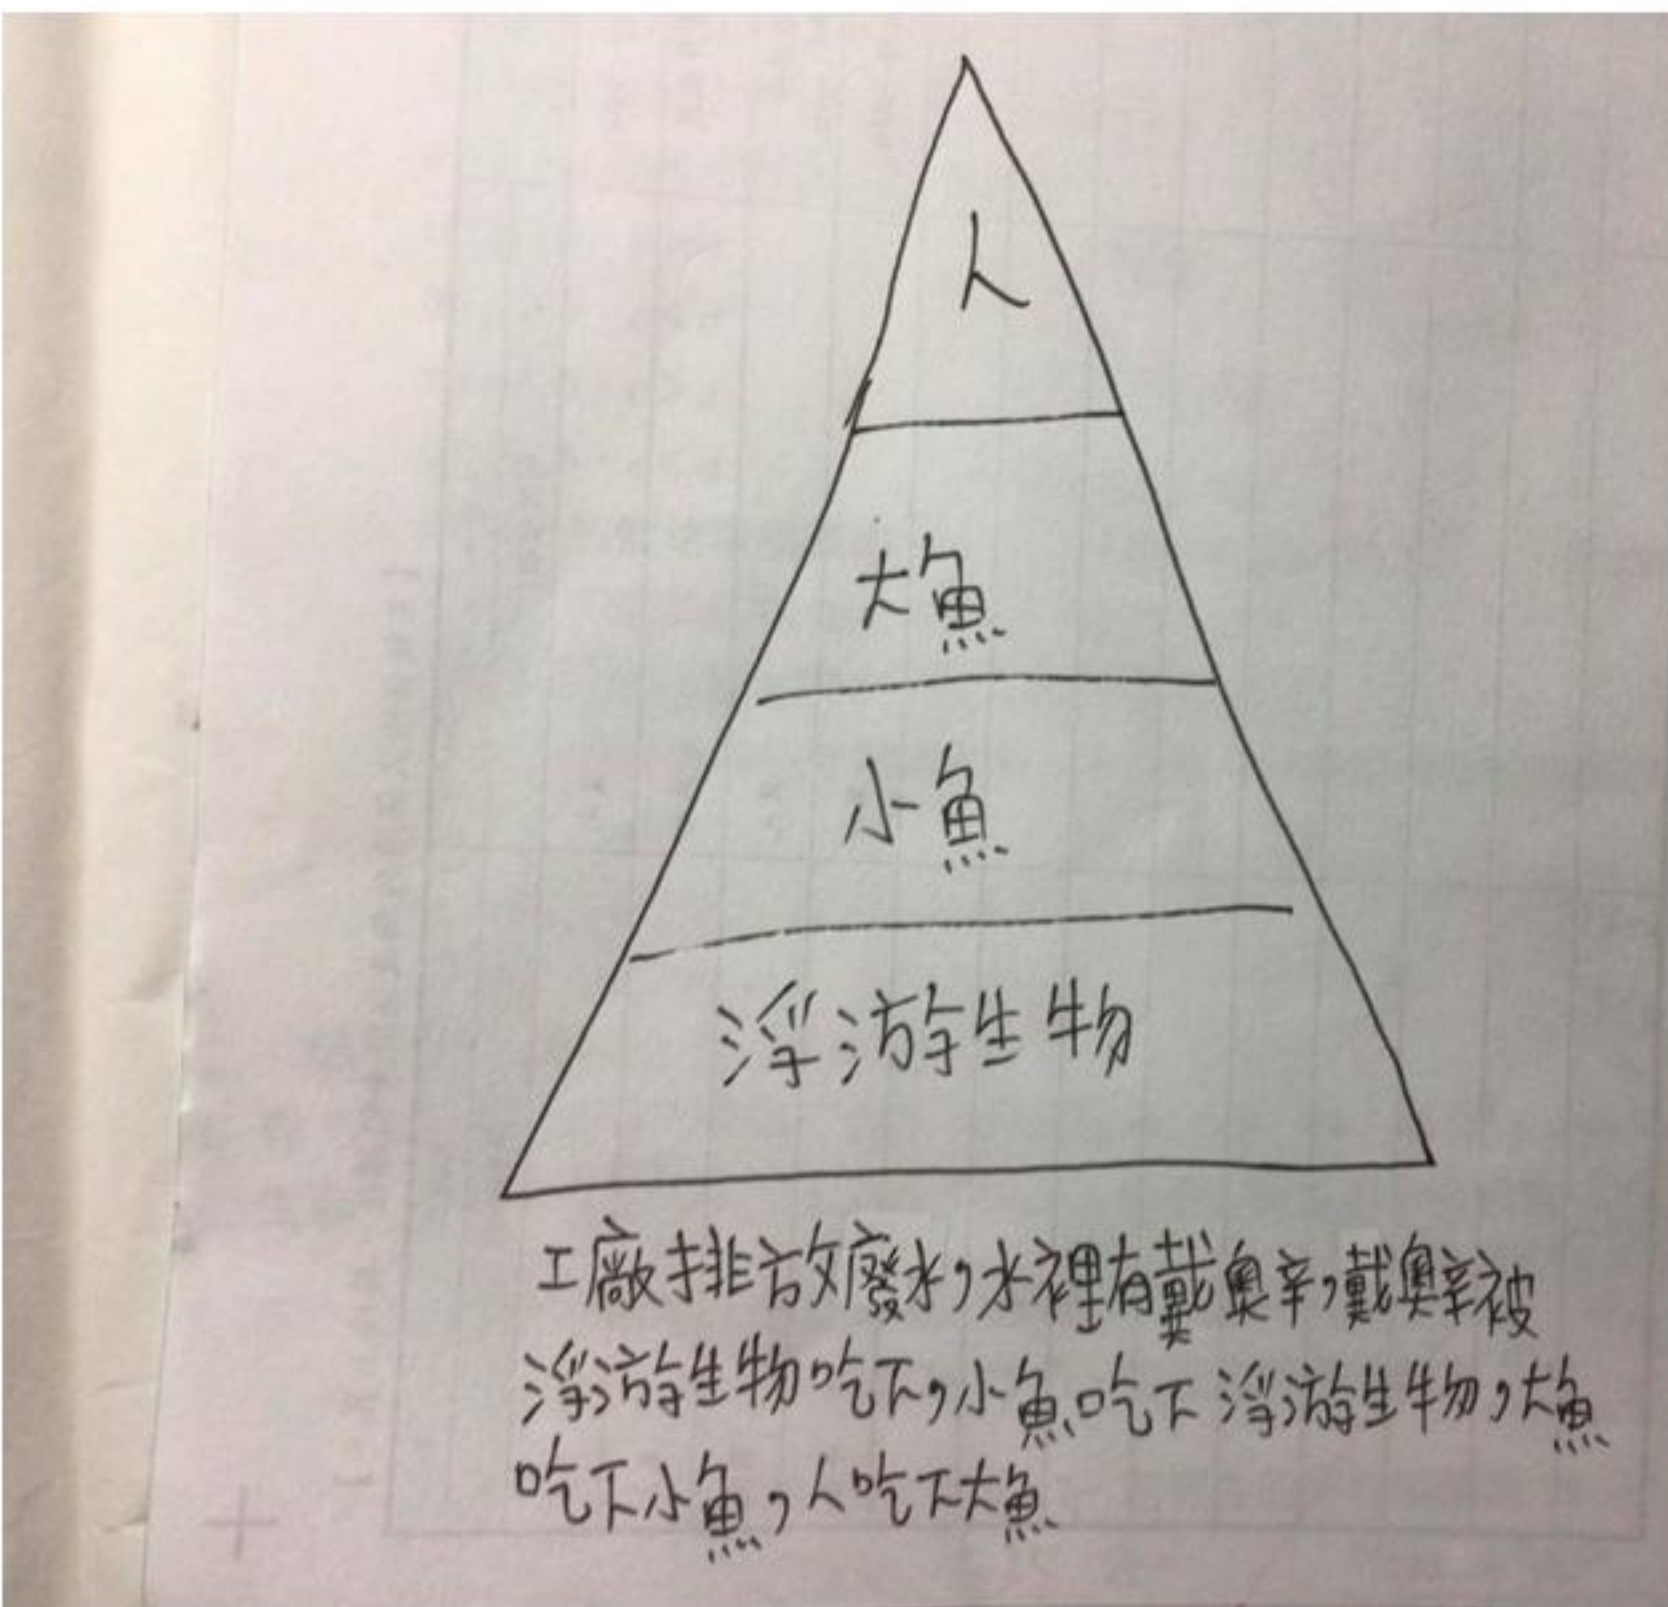 人
大魚
小魚
浮游生物
工廠排放廢水,水裡有戴奧辛,戴奧辛被
浮游生物吃下,小魚吃下浮游生物,大魚
吃下小魚,人吃下大魚